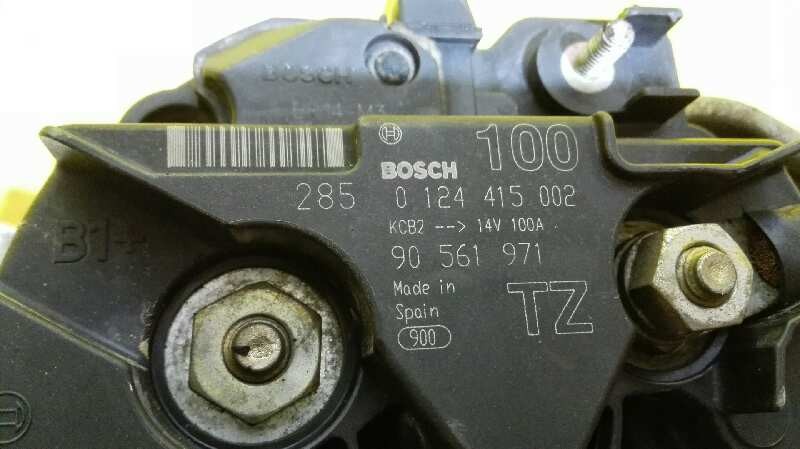 BOSCH
100
BOSCH
285 0 124 415 002
KCB2 --> 14V 100A
90 561 971
B1+
Made in
Spain
TZ
900